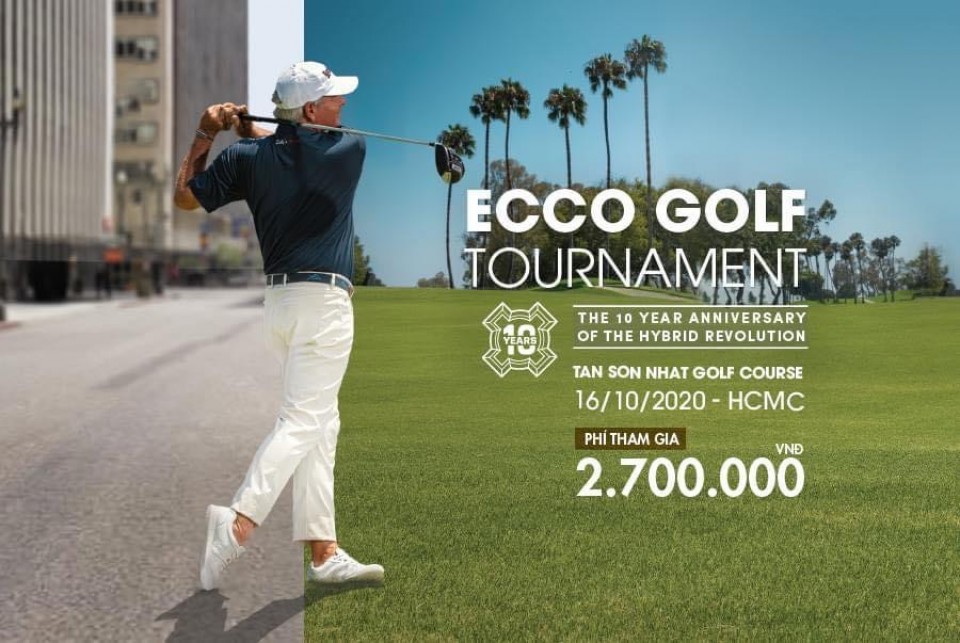 ECCO GOLF
TOURNAMENT
10
YEARS
THE 10 YEAR ANNIVERSARY
OF THE HYBRID REVOLUTION
TAN SON NHAT GOLF COURSE
16/10/2020 - HCMC
PHÍ THAM GIA
VNĐ
2.700.000